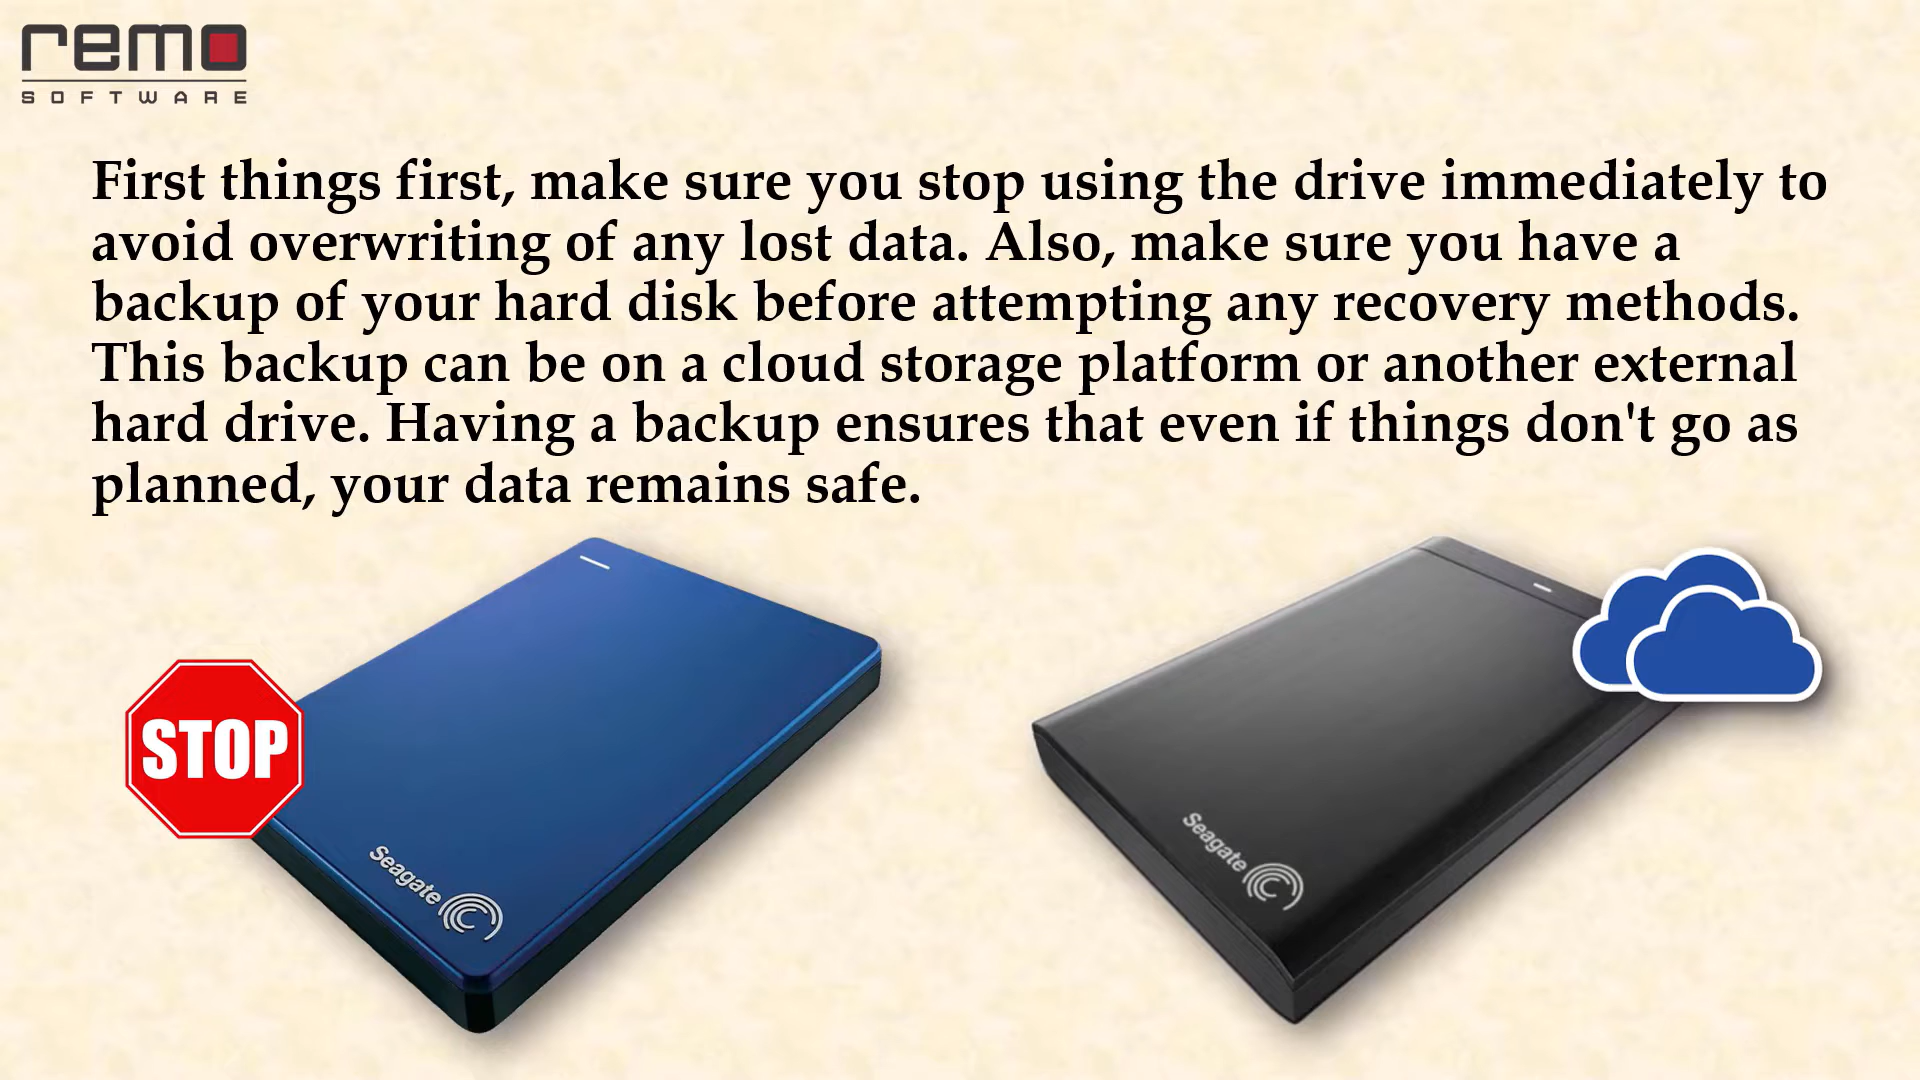 remo
SOFTWARE
First things first, make sure you stop using the drive immediately to
avoid overwriting of any lost data. Also, make sure you have a
backup of your hard disk before attempting any recovery methods.
This backup can be on a cloud storage platform or another external
hard drive. Having a backup ensures that even if things don't go as
planned, your data remains safe.
STOP
Seagate
Seagate